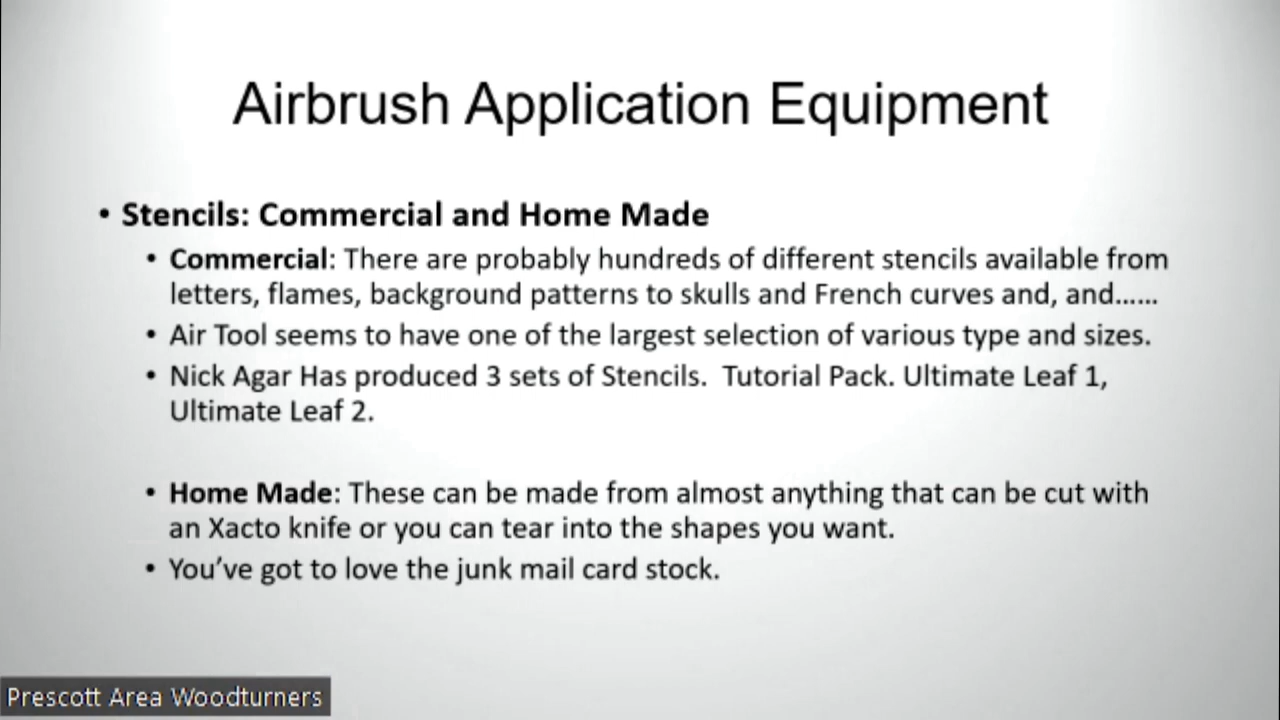 Airbrush Application Equipment
• Stencils: Commercial and Home Made
• Commercial: There are probably hundreds of different stencils available from
letters, flames, background patterns to skulls and French curves and, and......
• Air Tool seems to have one of the largest selection of various type and sizes.
• Nick Agar Has produced 3 sets of Stencils.  Tutorial Pack. Ultimate Leaf 1,
Ultimate Leaf 2.
• Home Made: These can be made from almost anything that can be cut with
an Xacto knife or you can tear into the shapes you want.
• You've got to love the junk mail card stock.
Prescott Area Woodturners